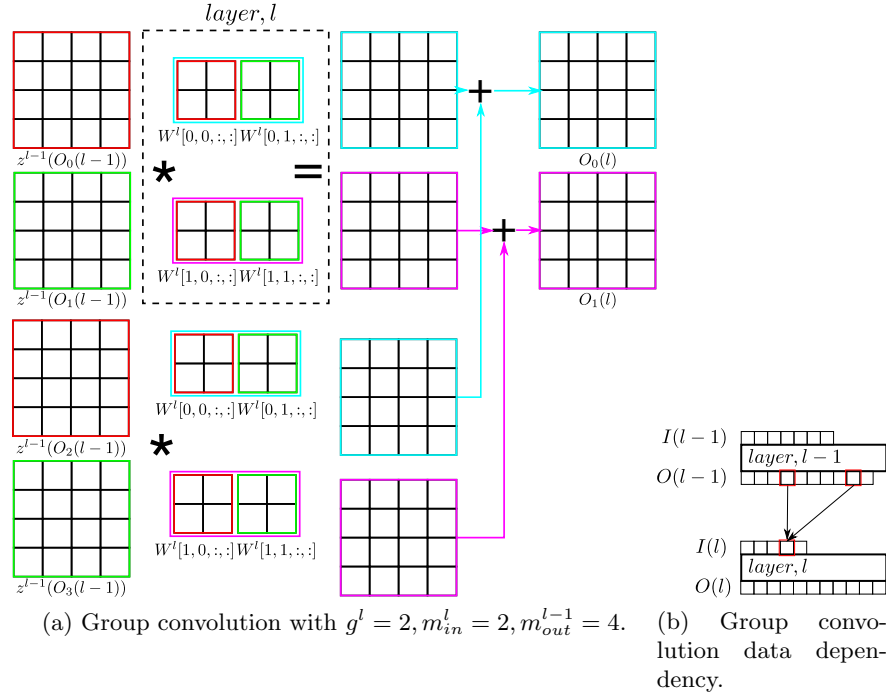 layer, l
W^l[0, 0, :, :] W^l[0, 1, :, :]
z^{l-1}(O_0(l − 1))
O_0(l)
* =
W^l[1, 0, :, :] W^l[1, 1, :, :]
z^{l-1}(O_1(l − 1))
O_1(l)
+
+
W^l[0, 0, :, :] W^l[0, 1, :, :]
z^{l-1}(O_2(l − 1))
*
W^l[1, 0, :, :] W^l[1, 1, :, :]
z^{l-1}(O_3(l − 1))
(a) Group convolution with g^l = 2, m^l_{in} = 2, m^{l-1}_{out} = 4.
I(l − 1)
layer, l − 1
O(l − 1)
I(l)
layer, l
O(l)
(b) Group convo-
lution data depen-
dency.